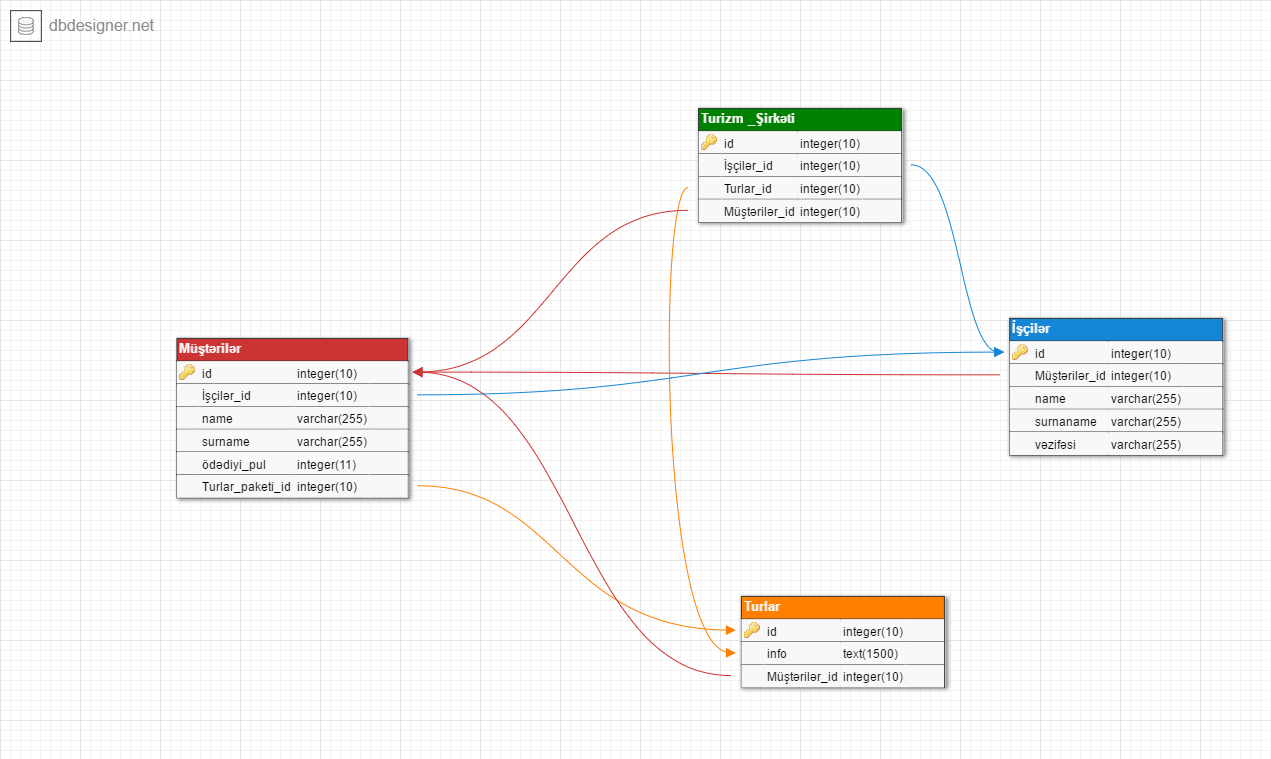 dbdesigner.net
Turizm _Şirkəti
id integer(10)
İşçilər_id integer(10)
Turlar_id integer(10)
Müştərilər_id integer(10)
İşçilər
id integer(10)
Müştərilər_id integer(10)
name varchar(255)
surnaname varchar(255)
vəzifəsi varchar(255)
Müştərilər
id integer(10)
İşçilər_id integer(10)
name varchar(255)
surname varchar(255)
ödədiyi_pul integer(11)
Turlar_paketi_id integer(10)
Turlar
id integer(10)
info text(1500)
Müştərilər_id integer(10)